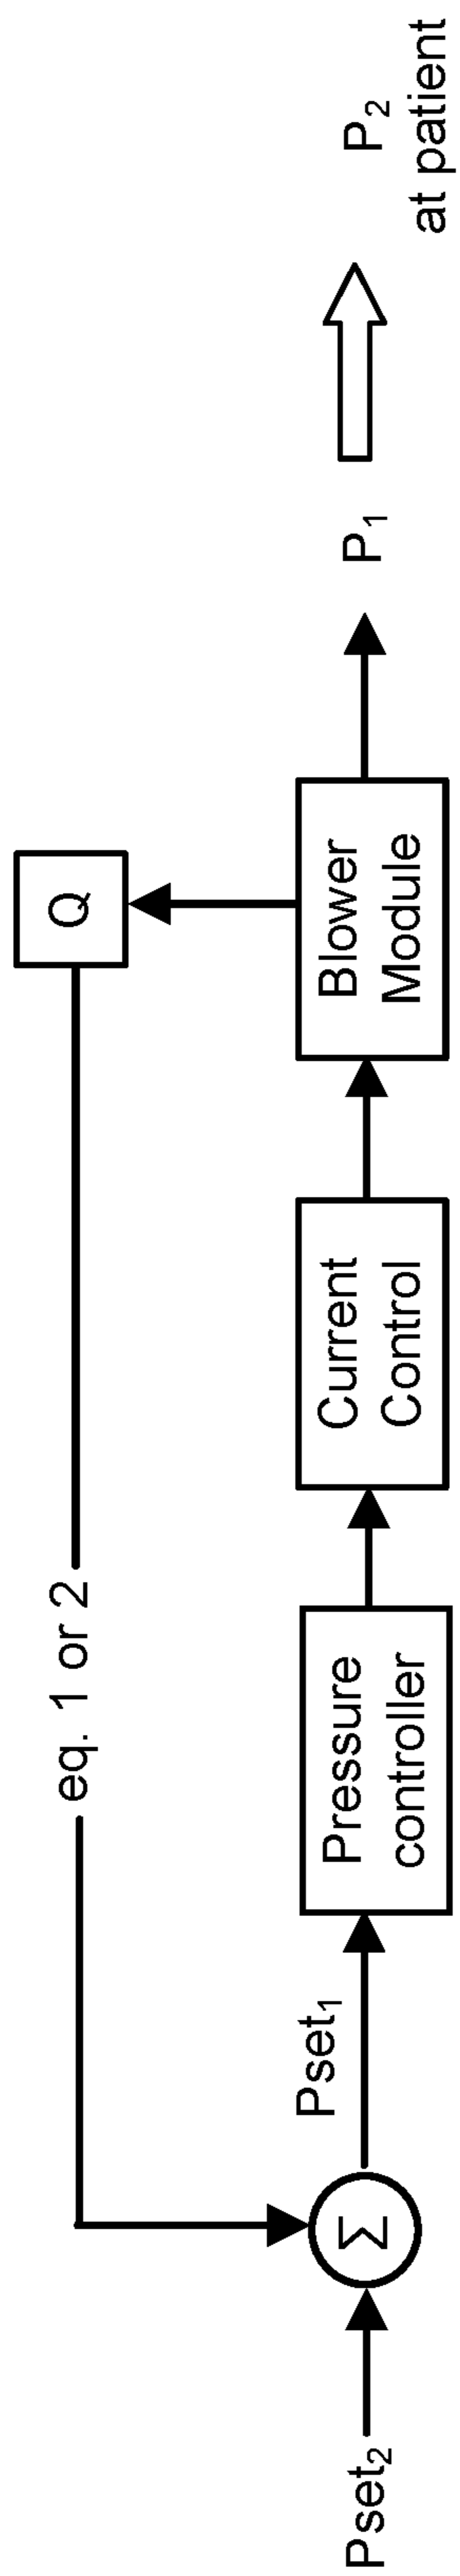 Q
eq. 1 or 2
Pset₂
Σ
Pset₁
Pressure
controller
Current
Control
Blower
Module
P₁
P₂
at patient